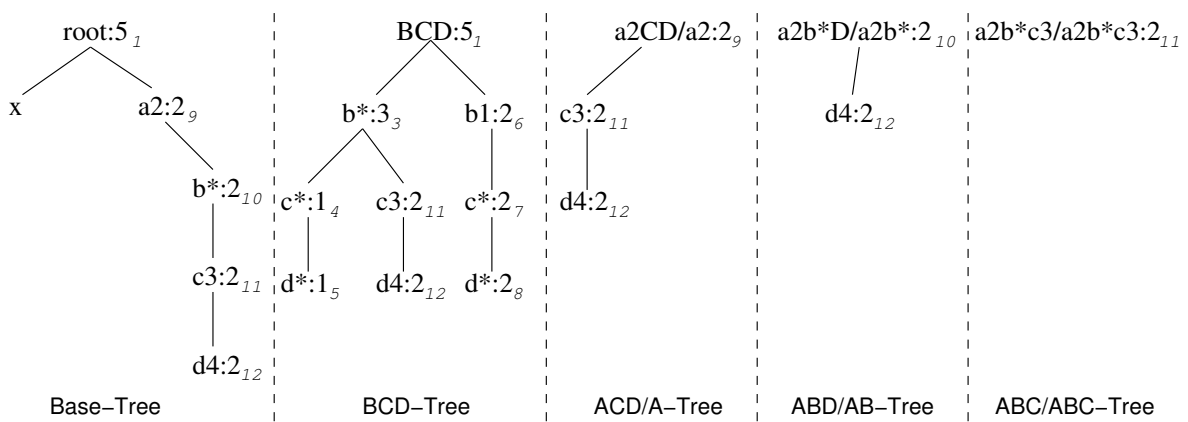 root:5 1 BCD:5 1 a2CD/a2:2 9 a2b*D/a2b*:2 10 a2b*c3/a2b*c3:2 11
x a2:2 9 b*:3 3 b1:2 6 c3:2 11 d4:2 12
b*:2 10 c*:1 4 c3:2 11 c*:2 7 d4:2 12
c3:2 11 d*:1 5 d4:2 12 d*:2 8
d4:2 12
Base−Tree BCD−Tree ACD/A−Tree ABD/AB−Tree ABC/ABC−Tree